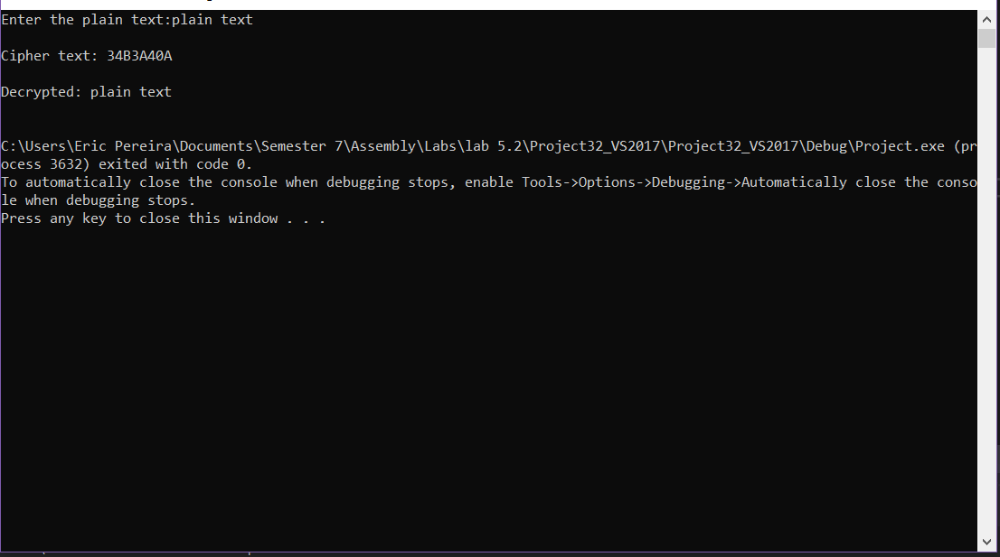 Enter the plain text:plain text
Cipher text: 34B3A40A
Decrypted: plain text
C:\Users\Eric Pereira\Documents\Semester 7\Assembly\Labs\lab 5.2\Project32_VS2017\Project32_VS2017\Debug\Project.exe (pr
ocess 3632) exited with code 0.
To automatically close the console when debugging stops, enable Tools->Options->Debugging->Automatically close the conso
le when debugging stops.
Press any key to close this window . . .